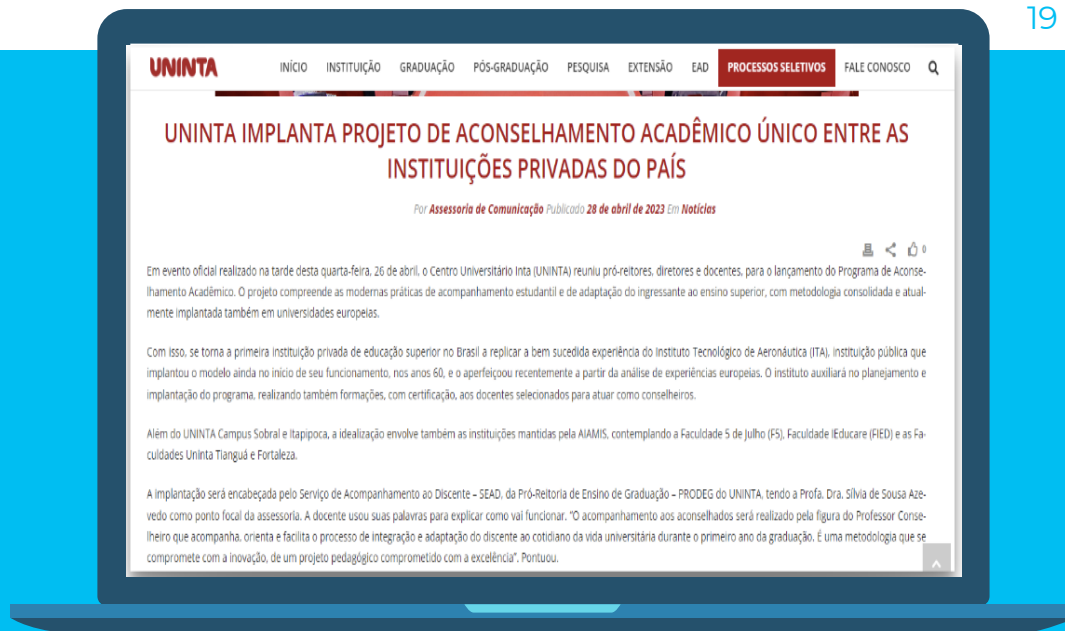 19
UNINTA INÍCIO INSTITUIÇÃO GRADUAÇÃO PÓS-GRADUAÇÃO PESQUISA EXTENSÃO EAD PROCESSOS SELETIVOS FALE CONOSCO
UNINTA IMPLANTA PROJETO DE ACONSELHAMENTO ACADÊMICO ÚNICO ENTRE AS
INSTITUIÇÕES PRIVADAS DO PAÍS
Por Assessoria de Comunicação Publicado 28 de abril de 2023 Em Notícias
0
Em evento oficial realizado na tarde desta quarta-feira, 26 de abril, o Centro Universitário Inta (UNINTA) reuniu pró-reitores, diretores e docentes, para o lançamento do Programa de Aconse-
lhamento Acadêmico. O projeto compreende as modernas práticas de acompanhamento estudantil e de adaptação do ingressante ao ensino superior, com metodologia consolidada e atual-
mente implantada também em universidades europeias.
Com isso, se torna a primeira instituição privada de educação superior no Brasil a replicar a bem sucedida experiência do Instituto Tecnológico de Aeronáutica (ITA), instituição pública que
implantou o modelo ainda no início de seu funcionamento, nos anos 60, e o aperfeiçoou recentemente a partir da análise de experiências europeias. O instituto auxiliará no planejamento e
implantação do programa, realizando também formações, com certificação, aos docentes selecionados para atuar como conselheiros.
Além do UNINTA Campus Sobral e Itapipoca, a idealização envolve também as instituições mantidas pela AIAMIS, contemplando a Faculdade 5 de Julho (F5), Faculdade IEducare (FIED) e as Fa-
culdades Uninta Tianguá e Fortaleza.
A implantação será encabeçada pelo Serviço de Acompanhamento ao Discente – SEAD, da Pró-Reitoria de Ensino de Graduação – PRODEG do UNINTA, tendo a Profa. Dra. Sílvia de Sousa Aze-
vedo como ponto focal da assessoria. A docente usou suas palavras para explicar como vai funcionar. “O acompanhamento aos aconselhados será realizado pela figura do Professor Conse-
lheiro que acompanha, orienta e facilita o processo de integração e adaptação do discente ao cotidiano da vida universitária durante o primeiro ano da graduação. É uma metodologia que se
compromete com a inovação, de um projeto pedagógico comprometido com a excelência”. Pontuou.